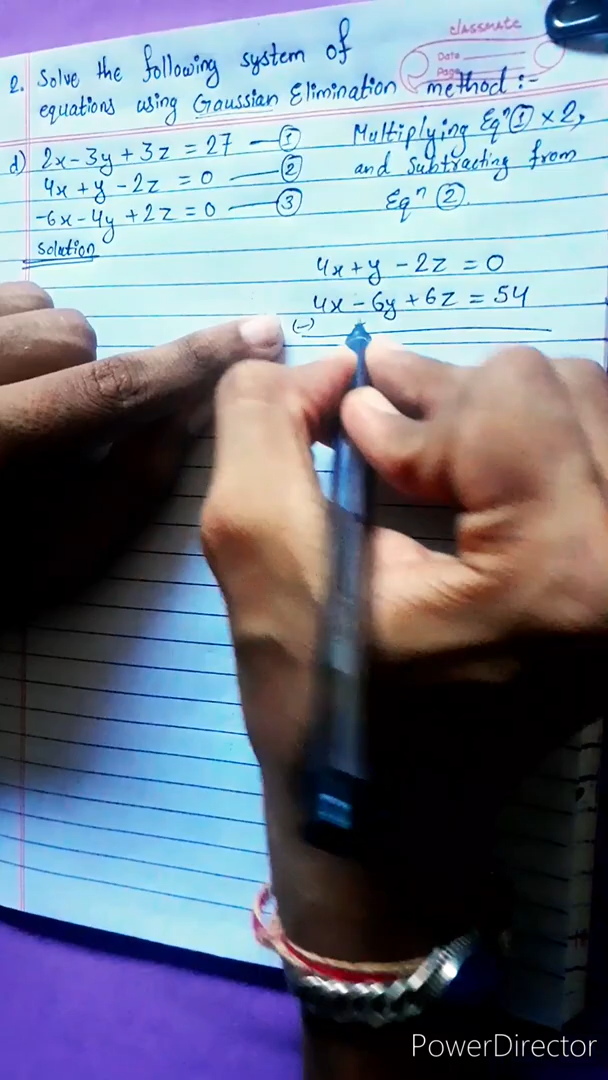 classmate
Date
Page
2. Solve the following system of
equations using Gaussian Elimination method :-
d) 2x - 3y + 3z = 27 — ①
4x + y - 2z = 0 — ②
-6x - 4y + 2z = 0 — ③
Solution
Multiplying Eqⁿ ① × 2,
and Subtracting from
Eqⁿ ②.
4x + y - 2z = 0
4x - 6y + 6z = 54
(-)
PowerDirector